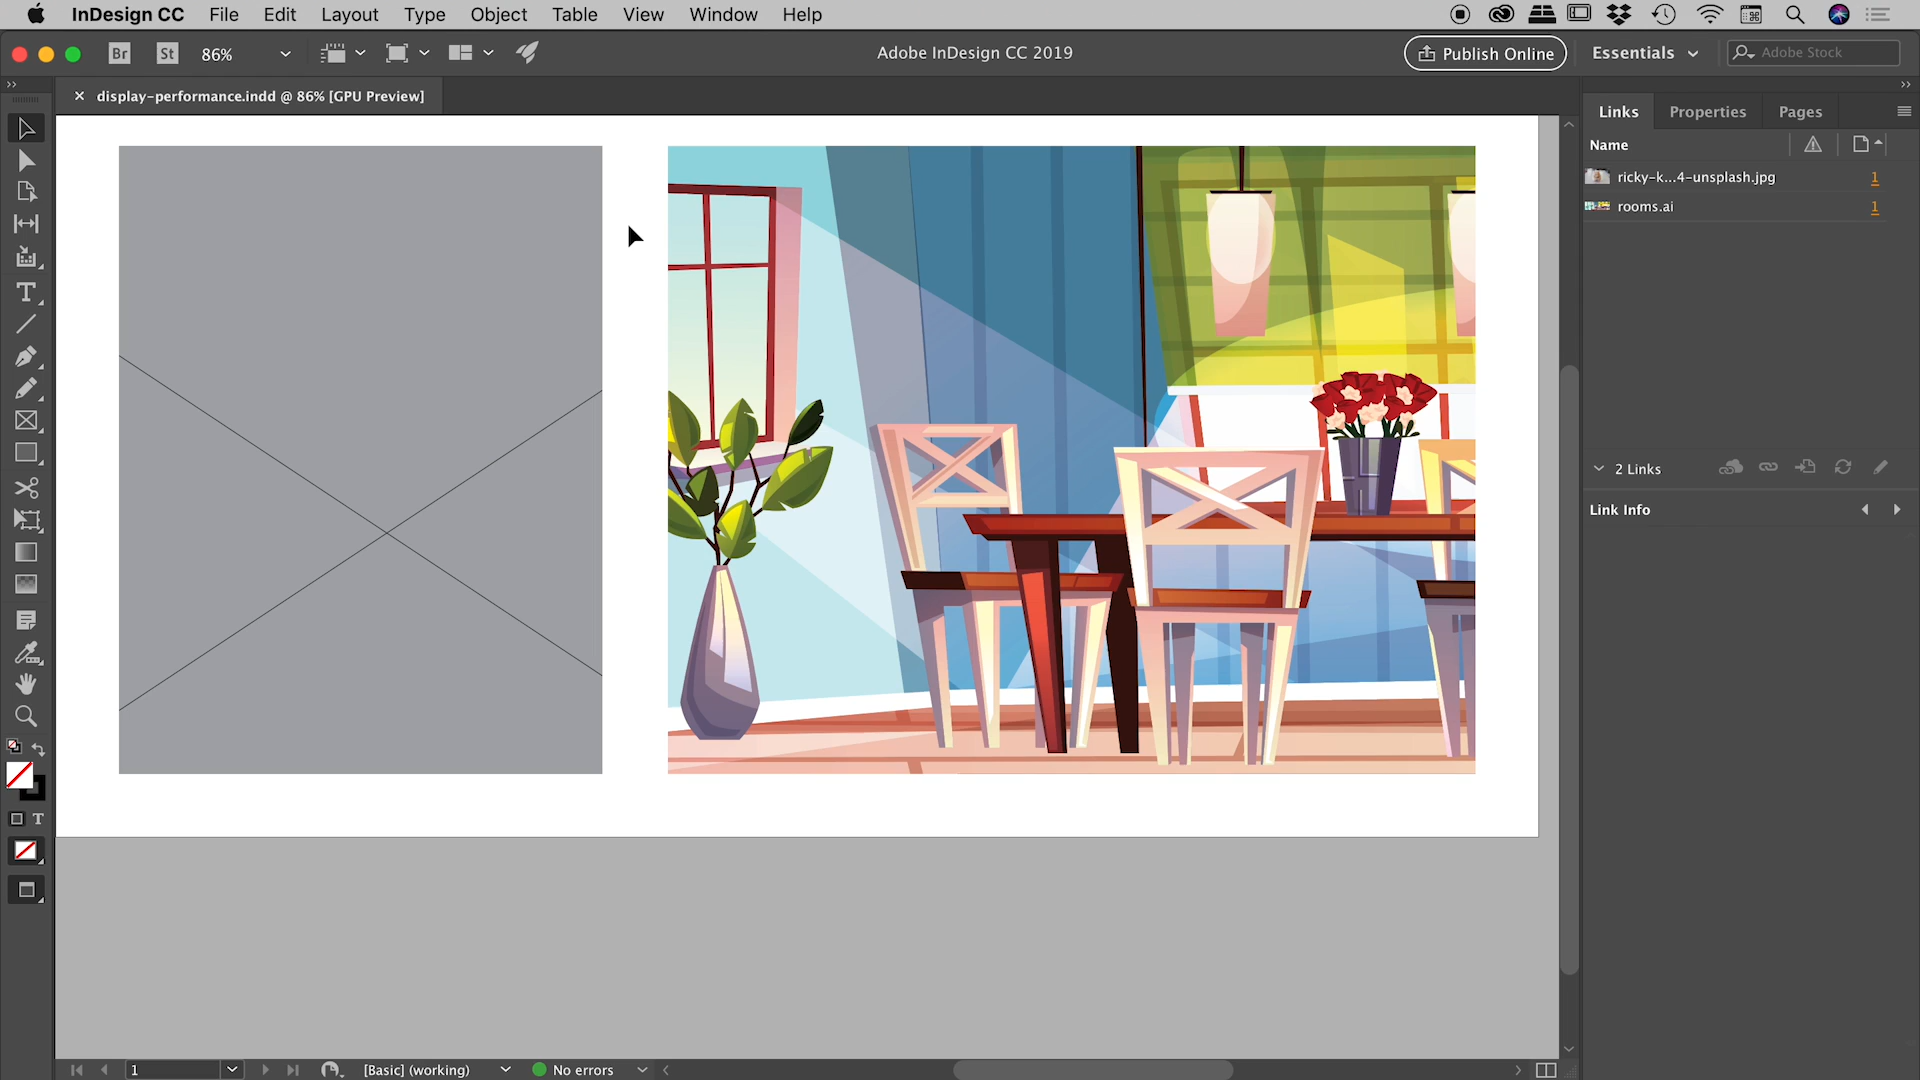 InDesign CC File Edit Layout Type Object Table View Window Help
Br St 86% Adobe InDesign CC 2019 Publish Online Essentials Adobe Stock
× display-performance.indd @ 86% [GPU Preview]
Links Properties Pages
Name
ricky-k...4-unsplash.jpg 1
rooms.ai 1
2 Links
Link Info
T
T
1 [Basic] (working) No errors